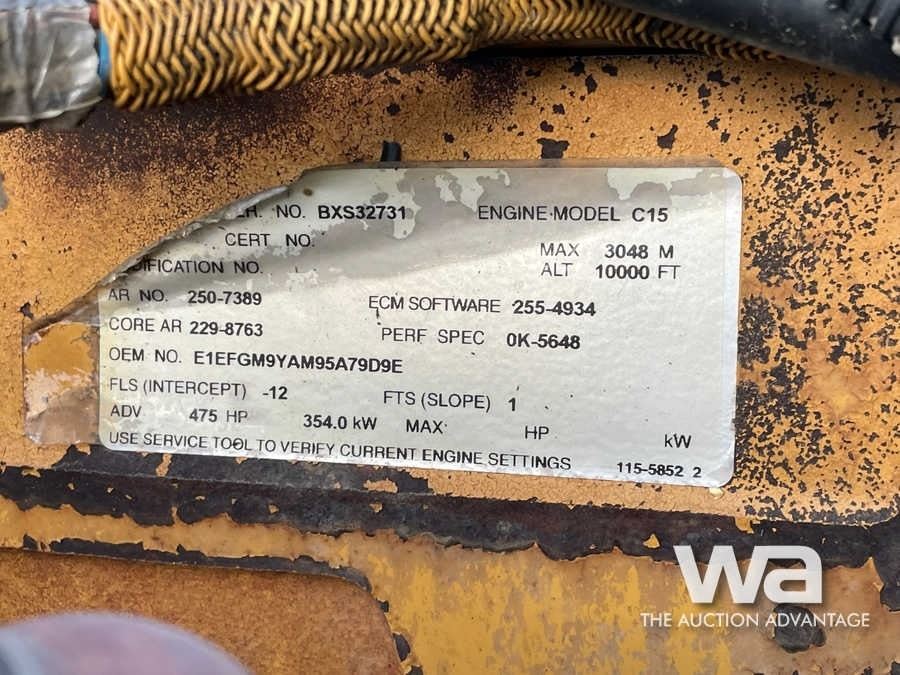 ER. NO. BXS32731 ENGINE MODEL C15
CERT NO. MAX 3048 M
IFICATION NO. ALT 10000 FT
AR NO. 250-7389 ECM SOFTWARE 255-4934
CORE AR 229-8763 PERF SPEC 0K-5648
OEM NO. E1EFGM9YAM95A79D9E
FLS (INTERCEPT) -12 FTS (SLOPE) 1
ADV. 475 HP 354.0 kW MAX HP kW
USE SERVICE TOOL TO VERIFY CURRENT ENGINE SETTINGS 115-5852 2
wa
THE AUCTION ADVANTAGE